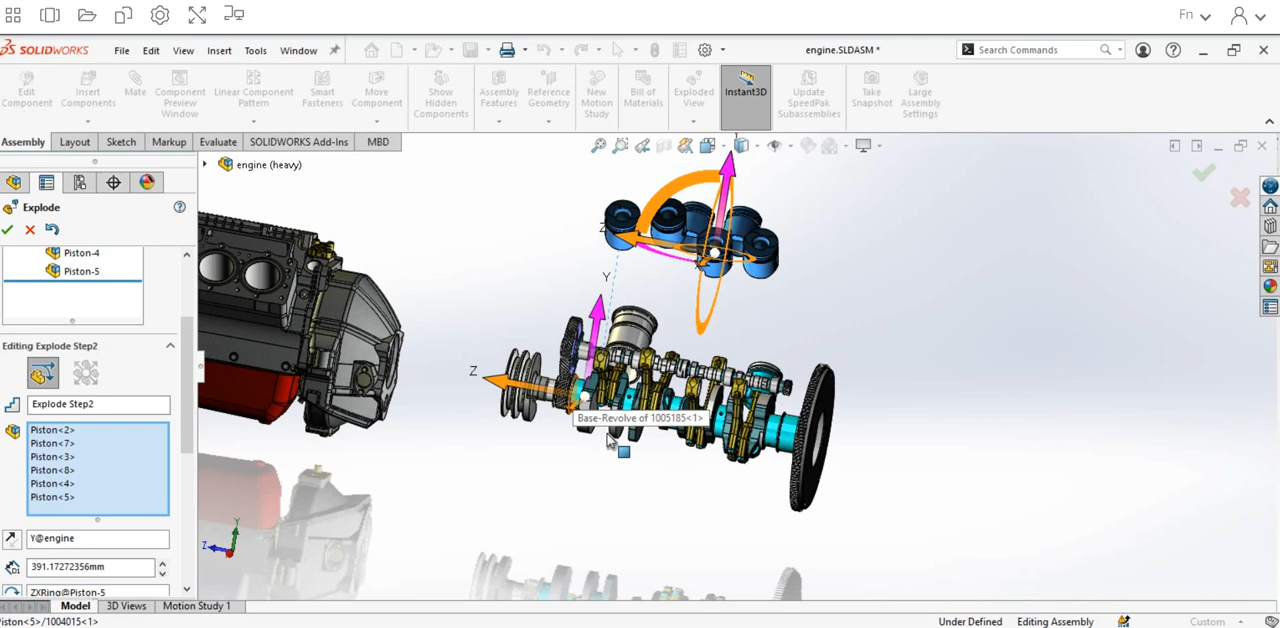 Fn
SOLIDWORKS File Edit View Insert Tools Window engine.SLDASM * Search Commands
Edit Component
Insert Components
Mate
Component Preview Window
Linear Component Pattern
Smart Fasteners
Move Component
Show Hidden Components
Assembly Features
Reference Geometry
New Motion Study
Bill of Materials
Exploded View
Instant3D
Update SpeedPak Subassemblies
Take Snapshot
Large Assembly Settings
Assembly Layout Sketch Markup Evaluate SOLIDWORKS Add-Ins MBD
engine (heavy)
Explode
Piston-4
Piston-5
Editing Explode Step2
Explode Step2
Piston<2>
Piston<7>
Piston<3>
Piston<8>
Piston<4>
Piston<5>
Y@engine
391.17272356mm
ZXRing@Piston-5
Y
Z
Y
Z
Base-Revolve of 1005185<1>
Y
Z
Model 3D Views Motion Study 1
Piston<5>/1004015<1> Under Defined Editing Assembly Custom